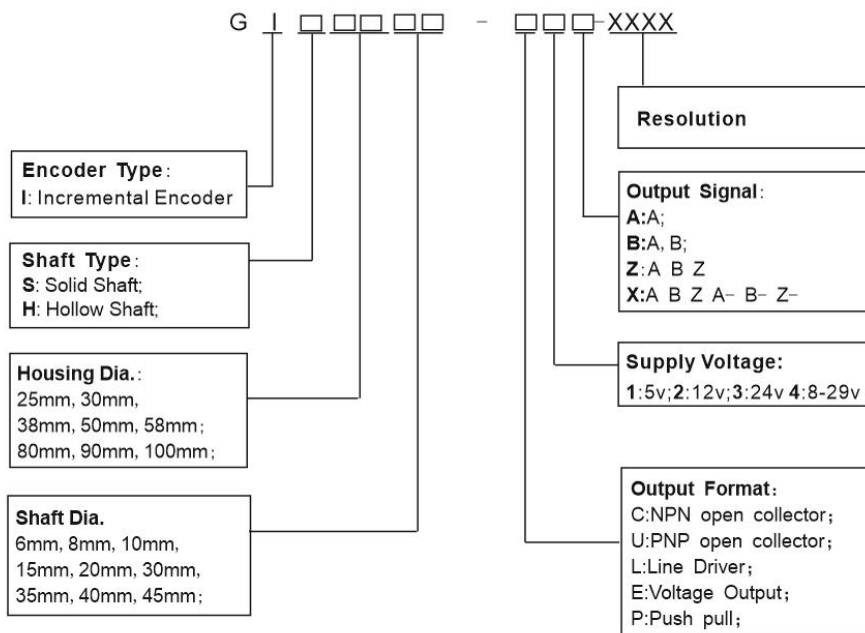 G I □ □□ □□ - □□□-XXXX
Resolution
Encoder Type:
I: Incremental Encoder
Output Signal:
A:A;
B:A, B;
Z:A B Z
X:A B Z A- B- Z-
Shaft Type:
S: Solid Shaft;
H: Hollow Shaft;
Housing Dia.:
25mm, 30mm,
38mm, 50mm, 58mm;
80mm, 90mm, 100mm;
Supply Voltage:
1:5v;2:12v;3:24v 4:8-29v
Shaft Dia.
6mm, 8mm, 10mm,
15mm, 20mm, 30mm,
35mm, 40mm, 45mm;
Output Format:
C:NPN open collector;
U:PNP open collector;
L:Line Driver;
E:Voltage Output;
P:Push pull;